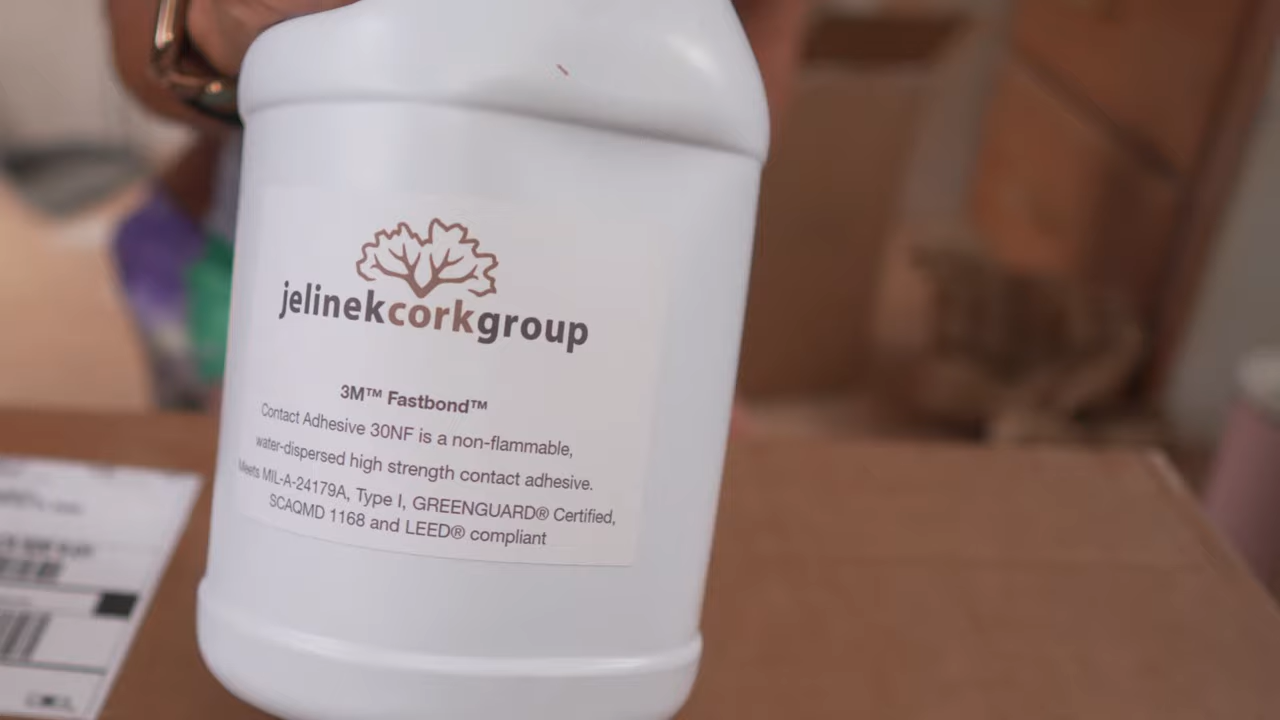 jelinekcorkgroup
3M™ Fastbond™
Contact Adhesive 30NF is a non-flammable,
water-dispersed high strength contact adhesive.
Meets MIL-A-24179A, Type I, GREENGUARD® Certified,
SCAQMD 1168 and LEED® compliant